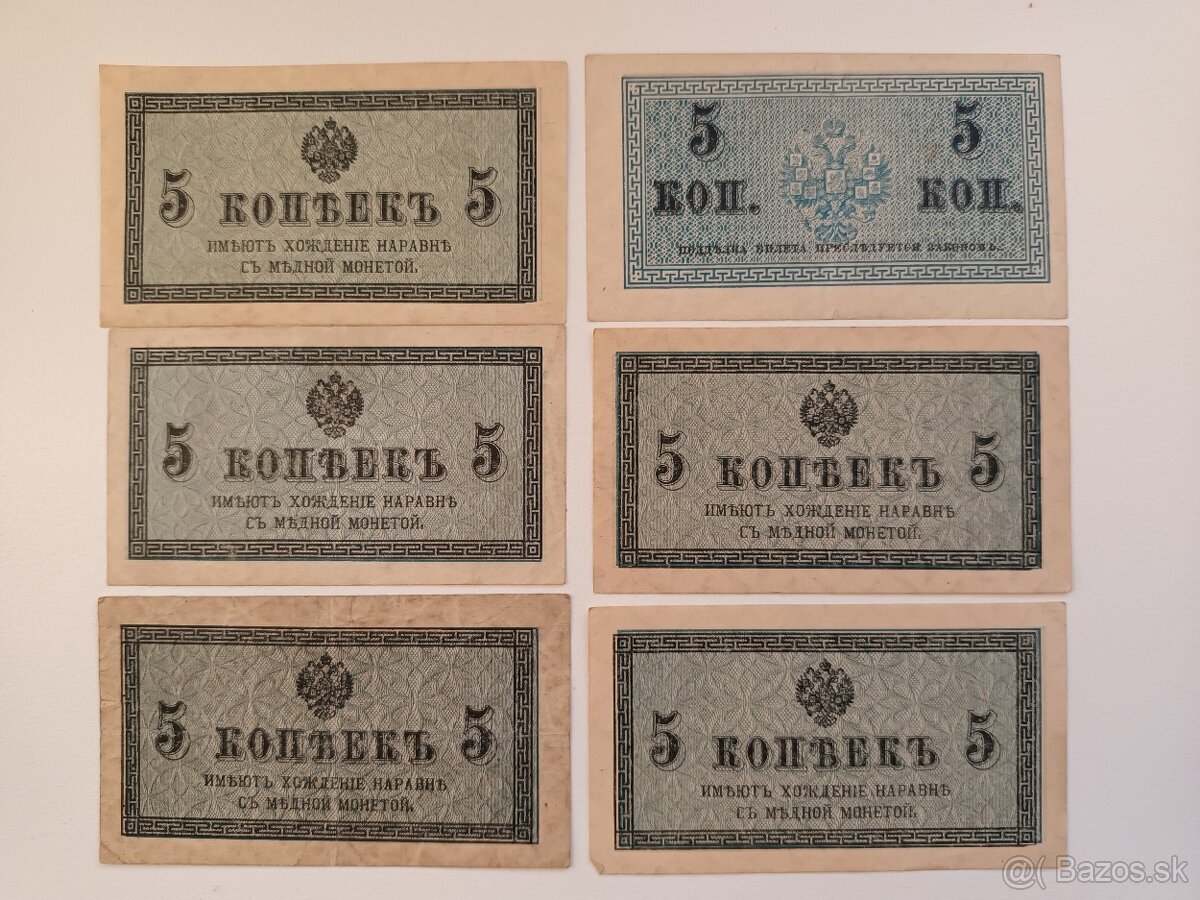 5 КОПѢЕКЪ 5
ИМѢЮТЪ ХОЖДЕНІЕ НАРАВНѢ
СЪ МѢДНОЙ МОНЕТОЙ.
5 5
КОП. КОП.
ПОДДѢЛКА БИЛЕТА ПРЕСЛѢДУЕТСЯ ЗАКОНОМЪ.
5 КОПѢЕКЪ 5
ИМѢЮТЪ ХОЖДЕНІЕ НАРАВНѢ
СЪ МѢДНОЙ МОНЕТОЙ.
5 КОПѢЕКЪ 5
ИМѢЮТЪ ХОЖДЕНІЕ НАРАВНѢ
СЪ МѢДНОЙ МОНЕТОЙ.
5 КОПѢЕКЪ 5
ИМѢЮТЪ ХОЖДЕНІЕ НАРАВНѢ
СЪ МѢДНОЙ МОНЕТОЙ.
5 КОПѢЕКЪ 5
ИМѢЮТЪ ХОЖДЕНІЕ НАРАВНѢ
СЪ МѢДНОЙ МОНЕТОЙ.
@( Bazos.sk